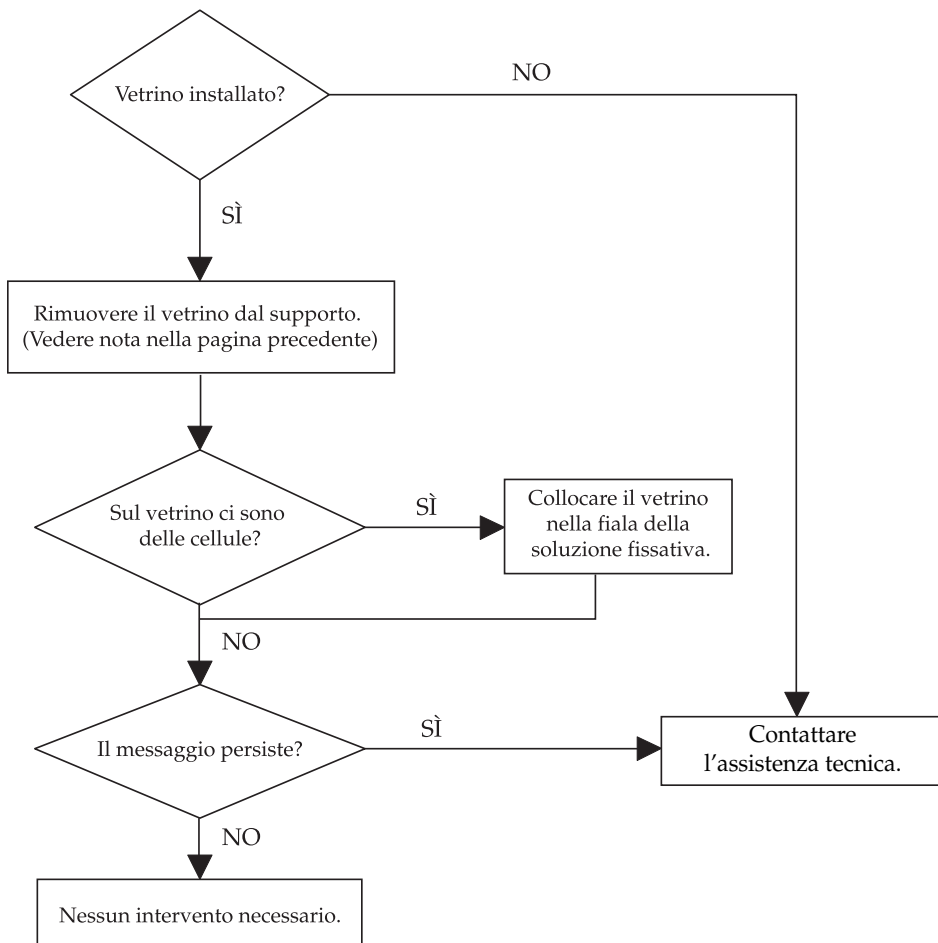 NO
Vetrino installato?
SÌ
Rimuovere il vetrino dal supporto.
(Vedere nota nella pagina precedente)
Sul vetrino ci sono
delle cellule?
SÌ
Collocare il vetrino
nella fiala della
soluzione fissativa.
NO
Il messaggio persiste?
SÌ
Contattare
l’assistenza tecnica.
NO
Nessun intervento necessario.